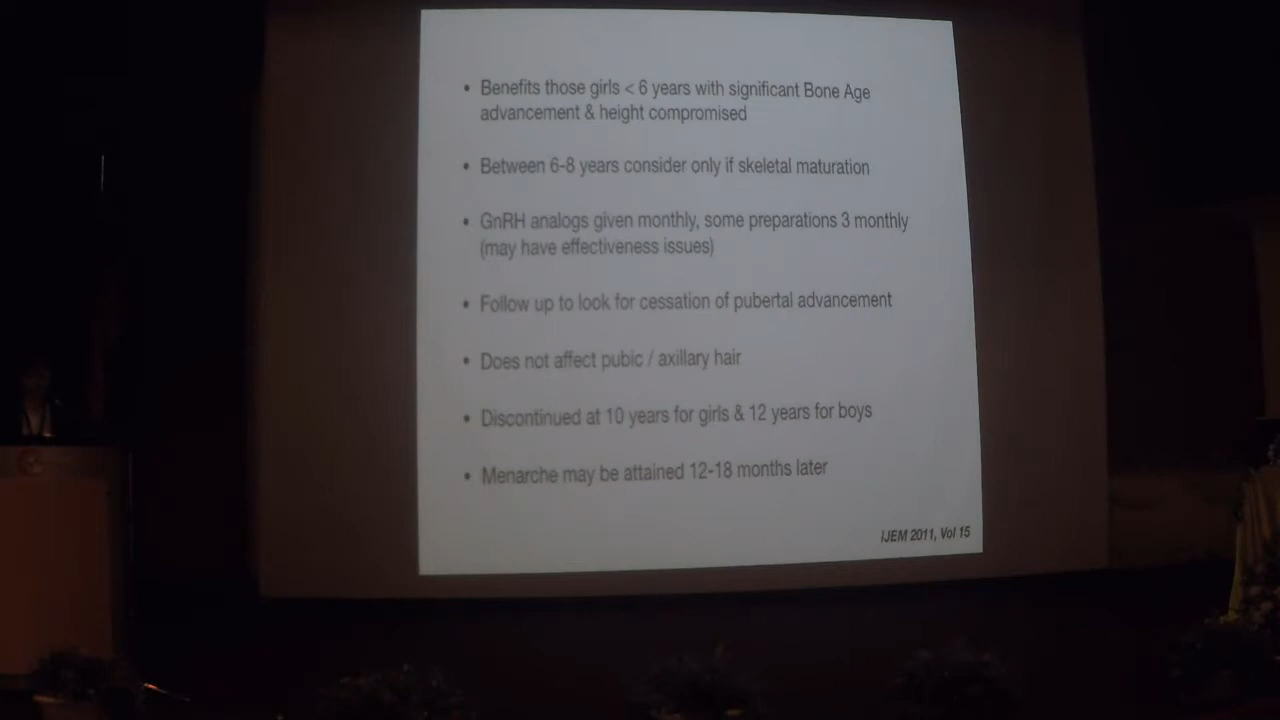 • Benefits those girls < 6 years with significant Bone Age
advancement & height compromised
• Between 6-8 years consider only if skeletal maturation
• GnRH analogs given monthly, some preparations 3 monthly
(may have effectiveness issues)
• Follow up to look for cessation of pubertal advancement
• Does not affect pubic / axillary hair
• Discontinued at 10 years for girls & 12 years for boys
• Menarche may be attained 12-18 months later
IJEM 2011, Vol 15